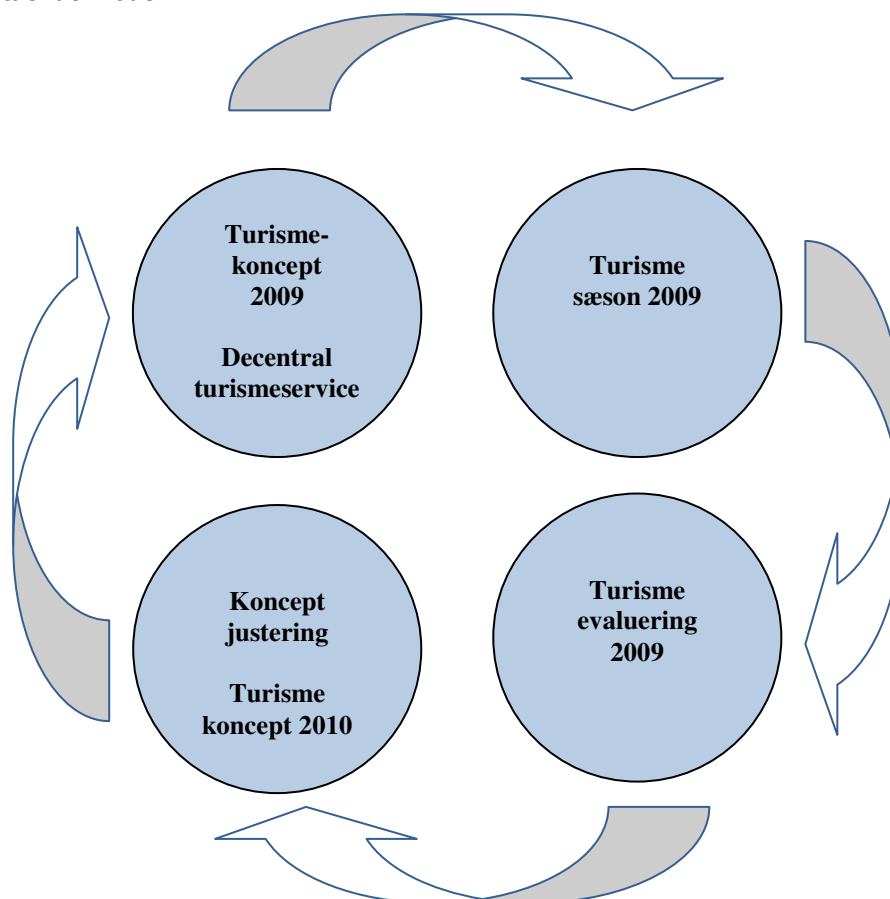 Turisme-
koncept
2009
Decentral
turismeservice
Turisme
sæson 2009
Koncept
justering
Turisme
koncept 2010
Turisme
evaluering
2009